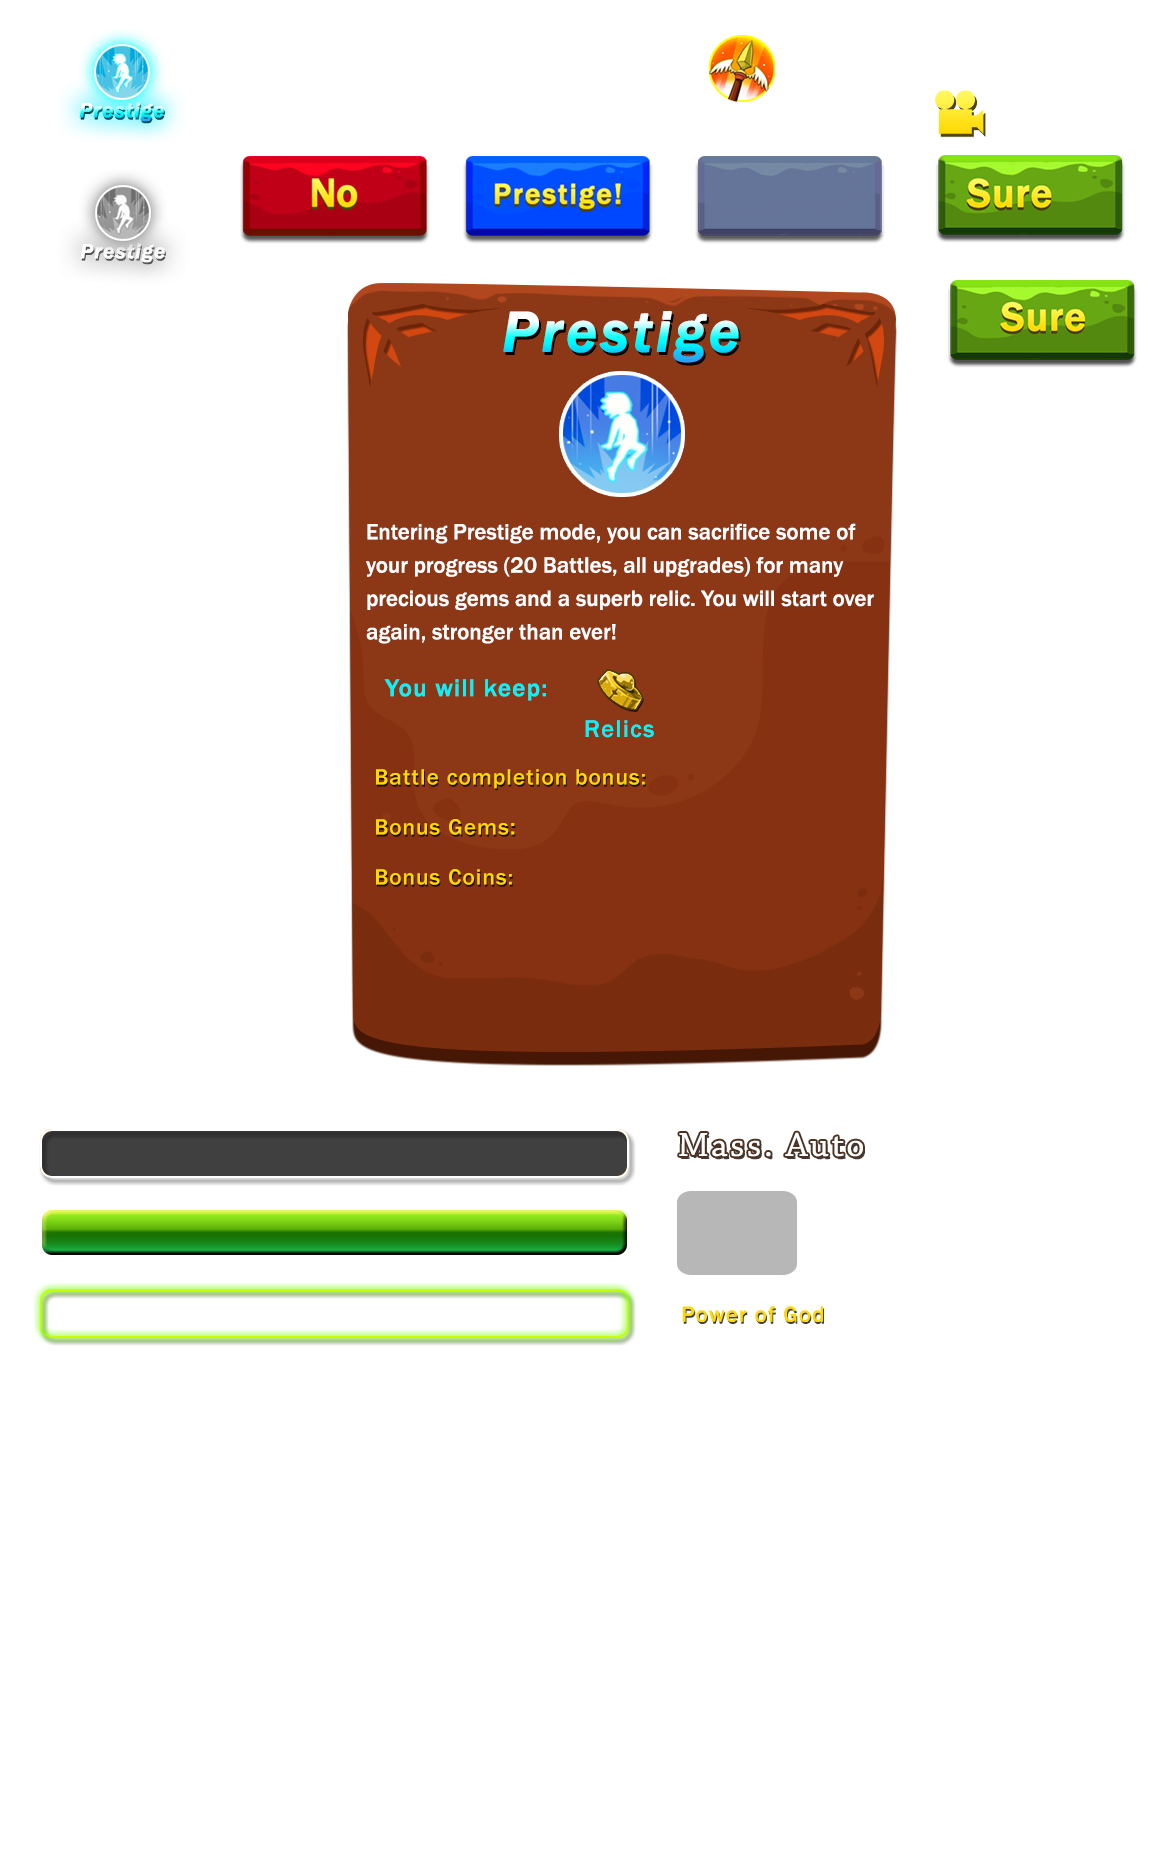 Prestige
Prestige
No
Prestige!
Sure
Sure
Prestige
Entering Prestige mode, you can sacrifice some of
your progress (20 Battles, all upgrades) for many
precious gems and a superb relic. You will start over
again, stronger than ever!
You will keep:
Relics
Battle completion bonus:
Bonus Gems:
Bonus Coins:
Mass. Auto
Power of God